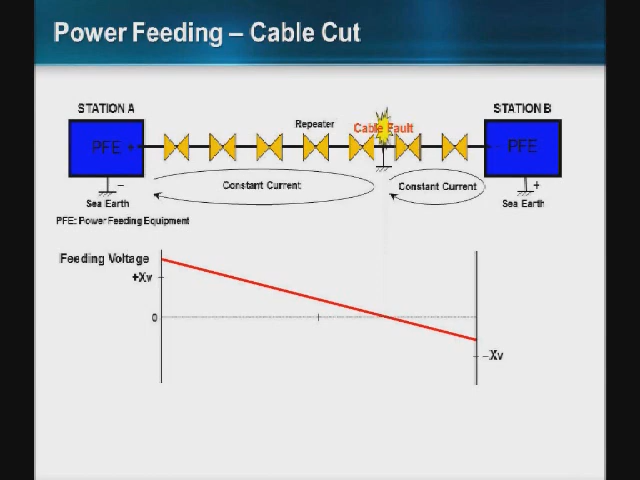 Power Feeding – Cable Cut
STATION A
STATION B
Repeater
Cable Fault
PFE +
PFE
Constant Current
Constant Current
–
+
Sea Earth
Sea Earth
PFE: Power Feeding Equipment
Feeding Voltage
+Xv
0
–Xv